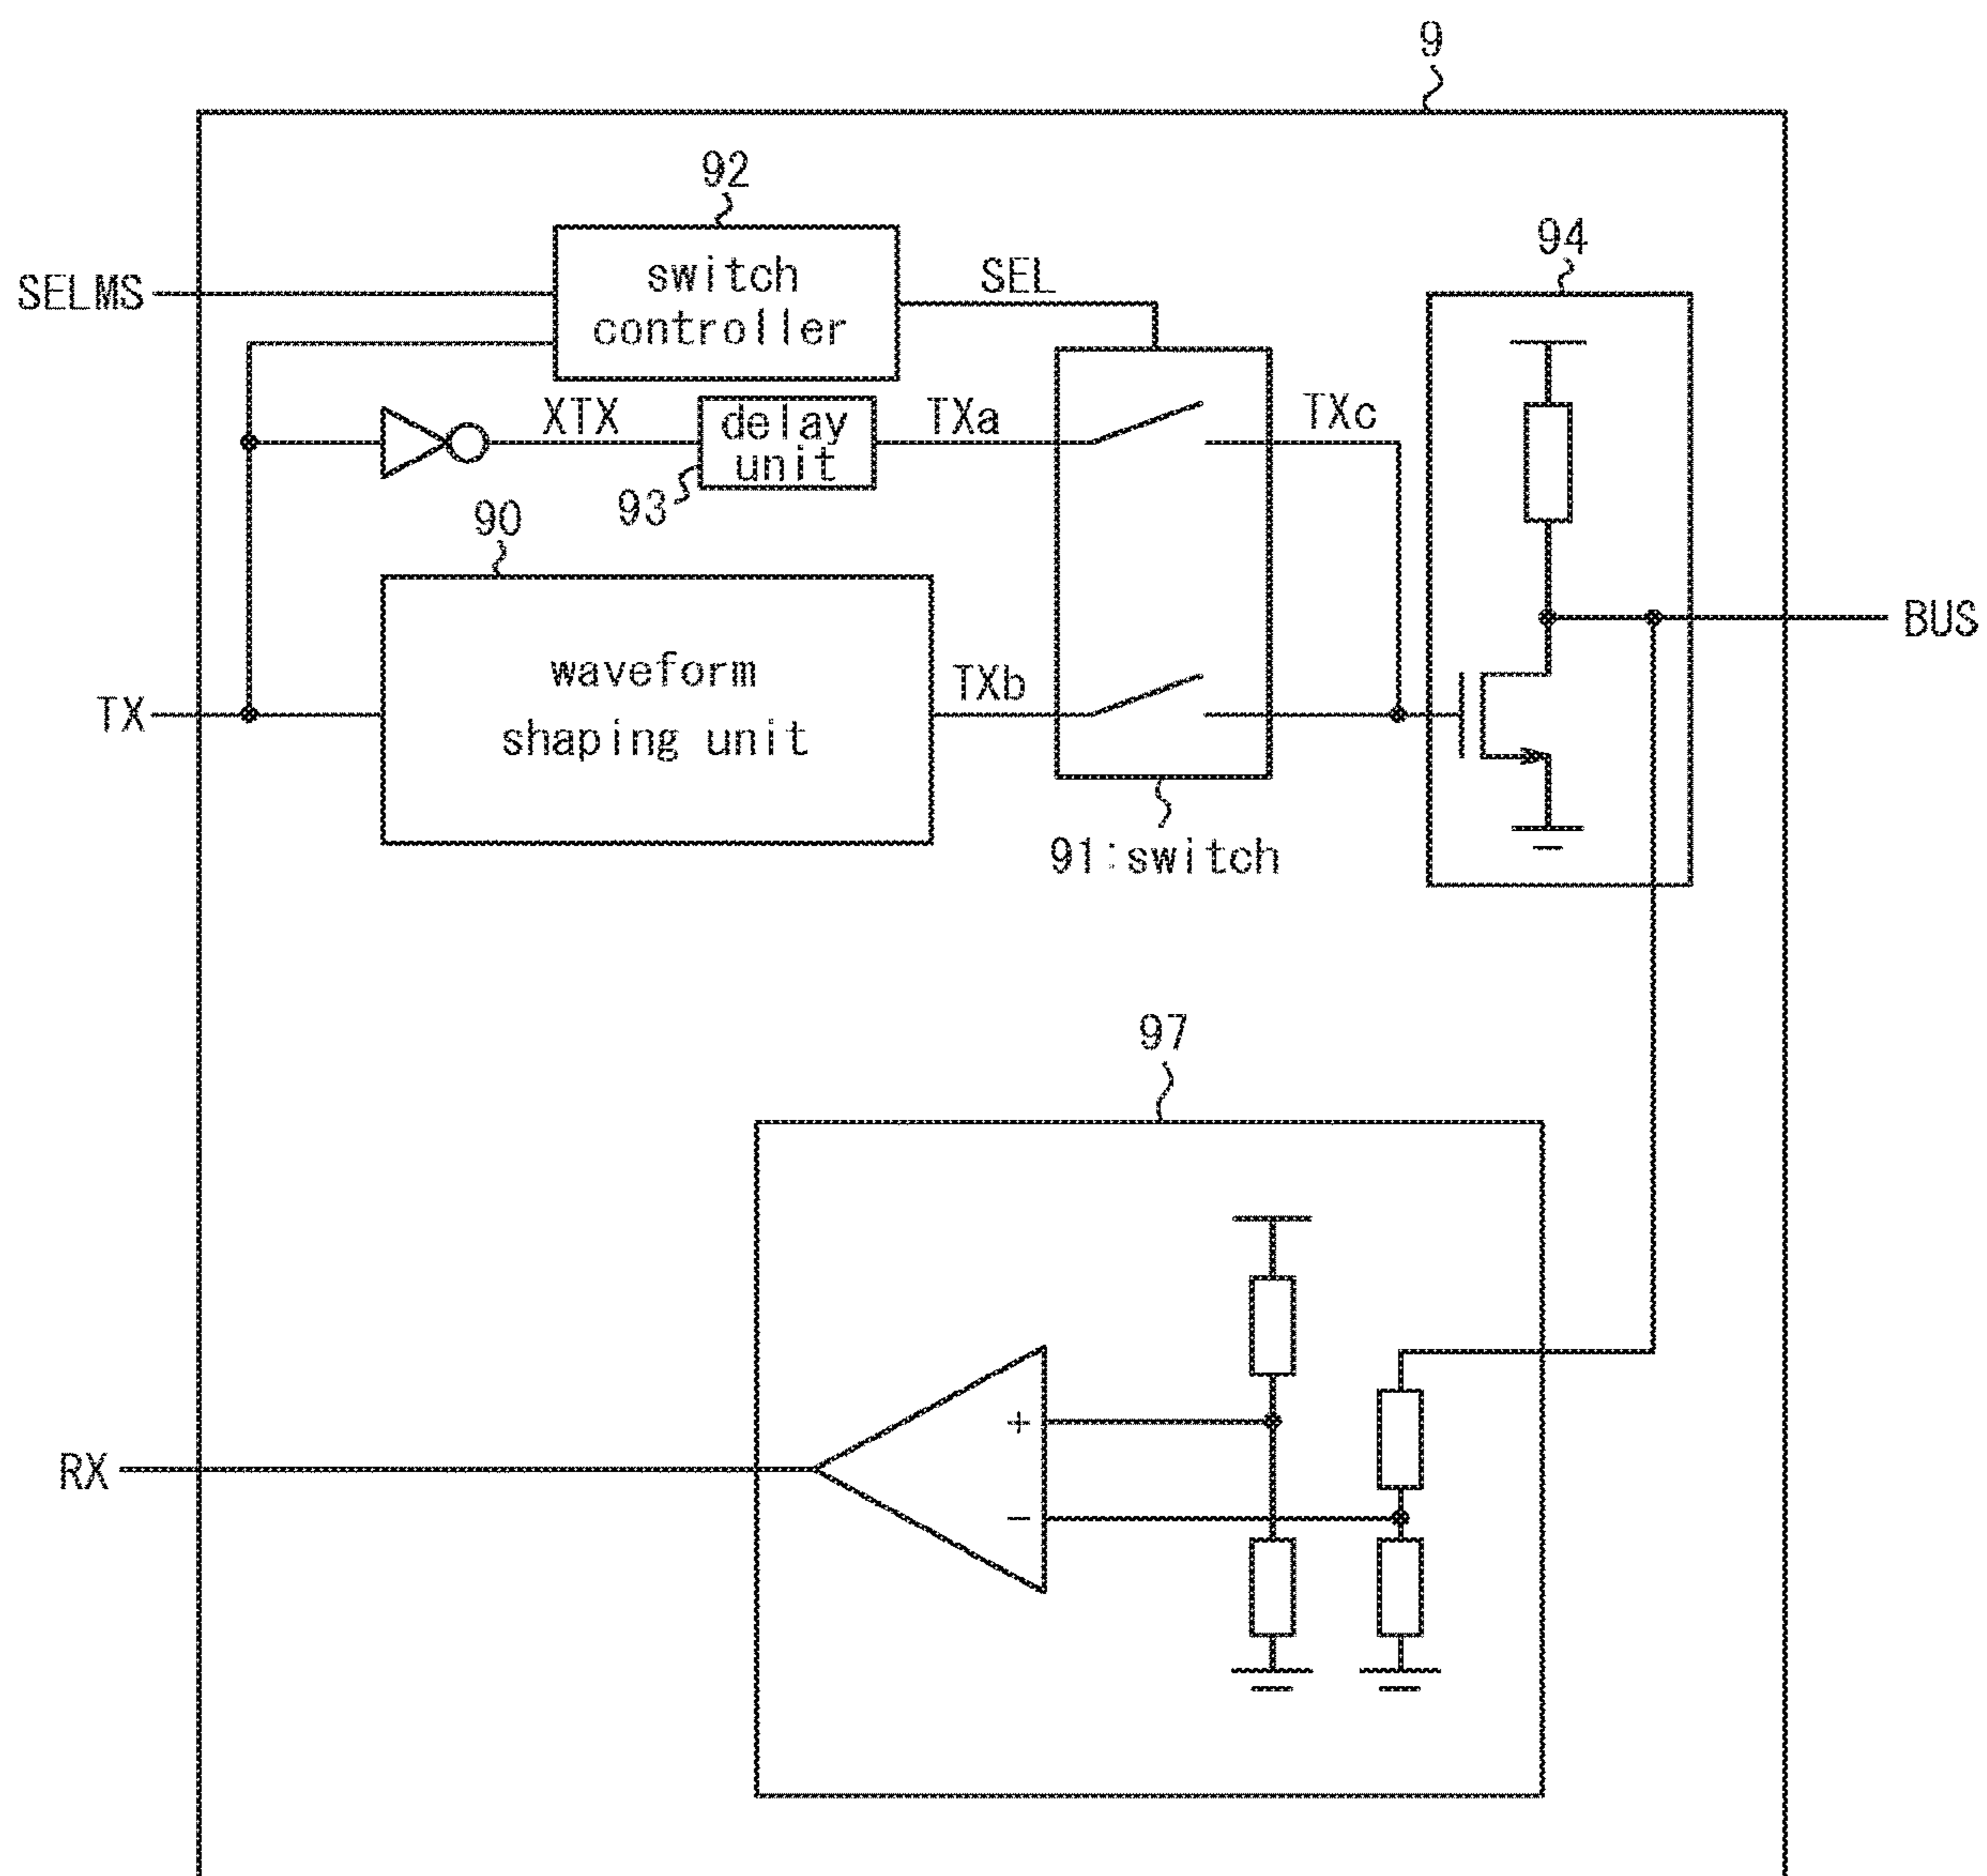 9
92
94
SELMS
switch
controller
SEL
XTX
delay
unit
TXa
TXc
93
90
waveform
shaping unit
TXb
TX
BUS
91:switch
97
+
−
RX